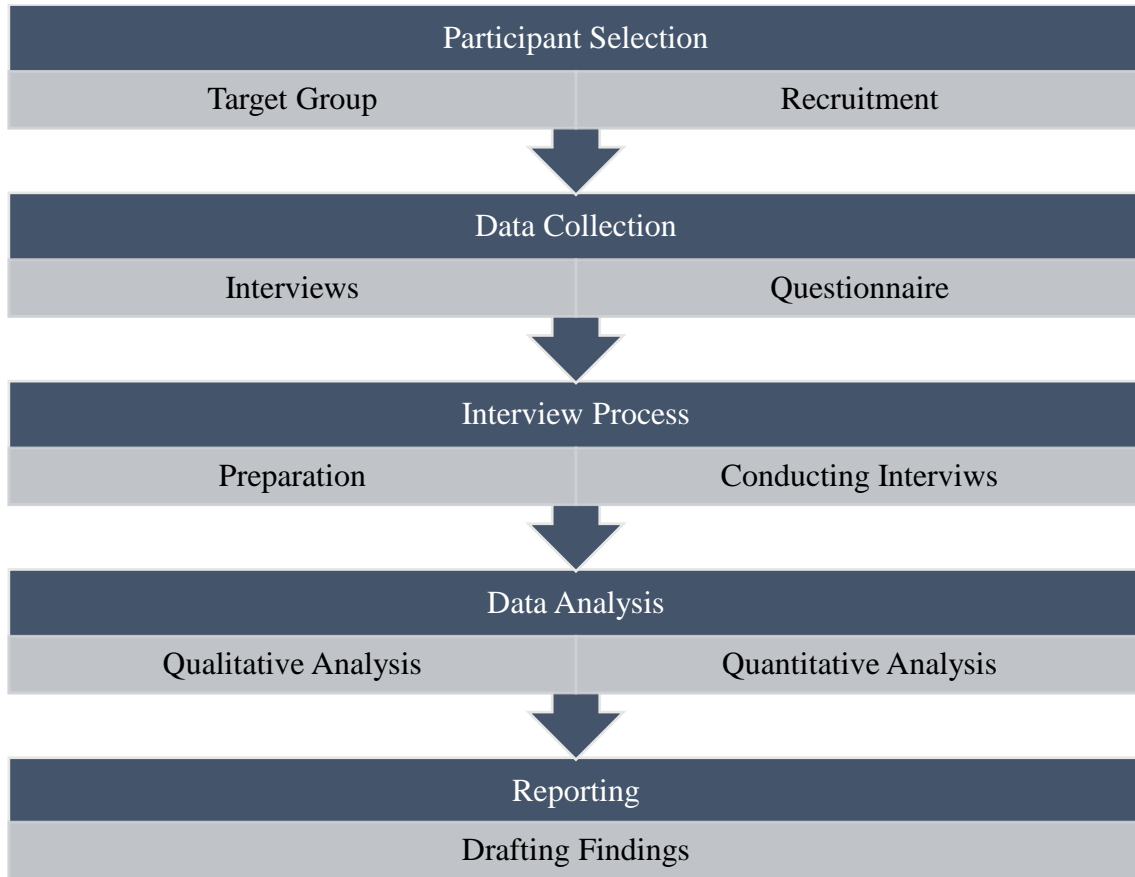 Participant Selection
Target Group Recruitment
Data Collection
Interviews Questionnaire
Interview Process
Preparation Conducting Interviws
Data Analysis
Qualitative Analysis Quantitative Analysis
Reporting
Drafting Findings